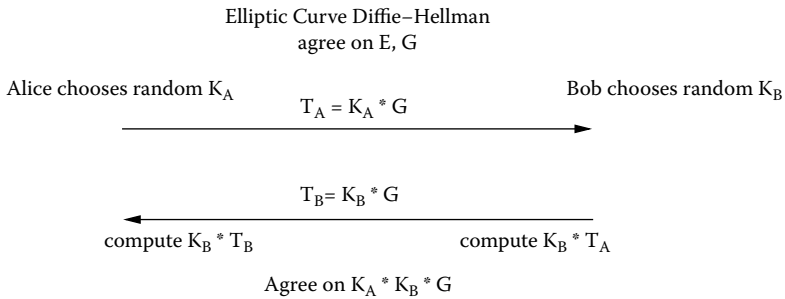 Elliptic Curve Diffie–Hellman
agree on E, G
Alice chooses random K_A
Bob chooses random K_B
T_A = K_A * G
T_B= K_B * G
compute K_B * T_B
compute K_B * T_A
Agree on K_A * K_B * G